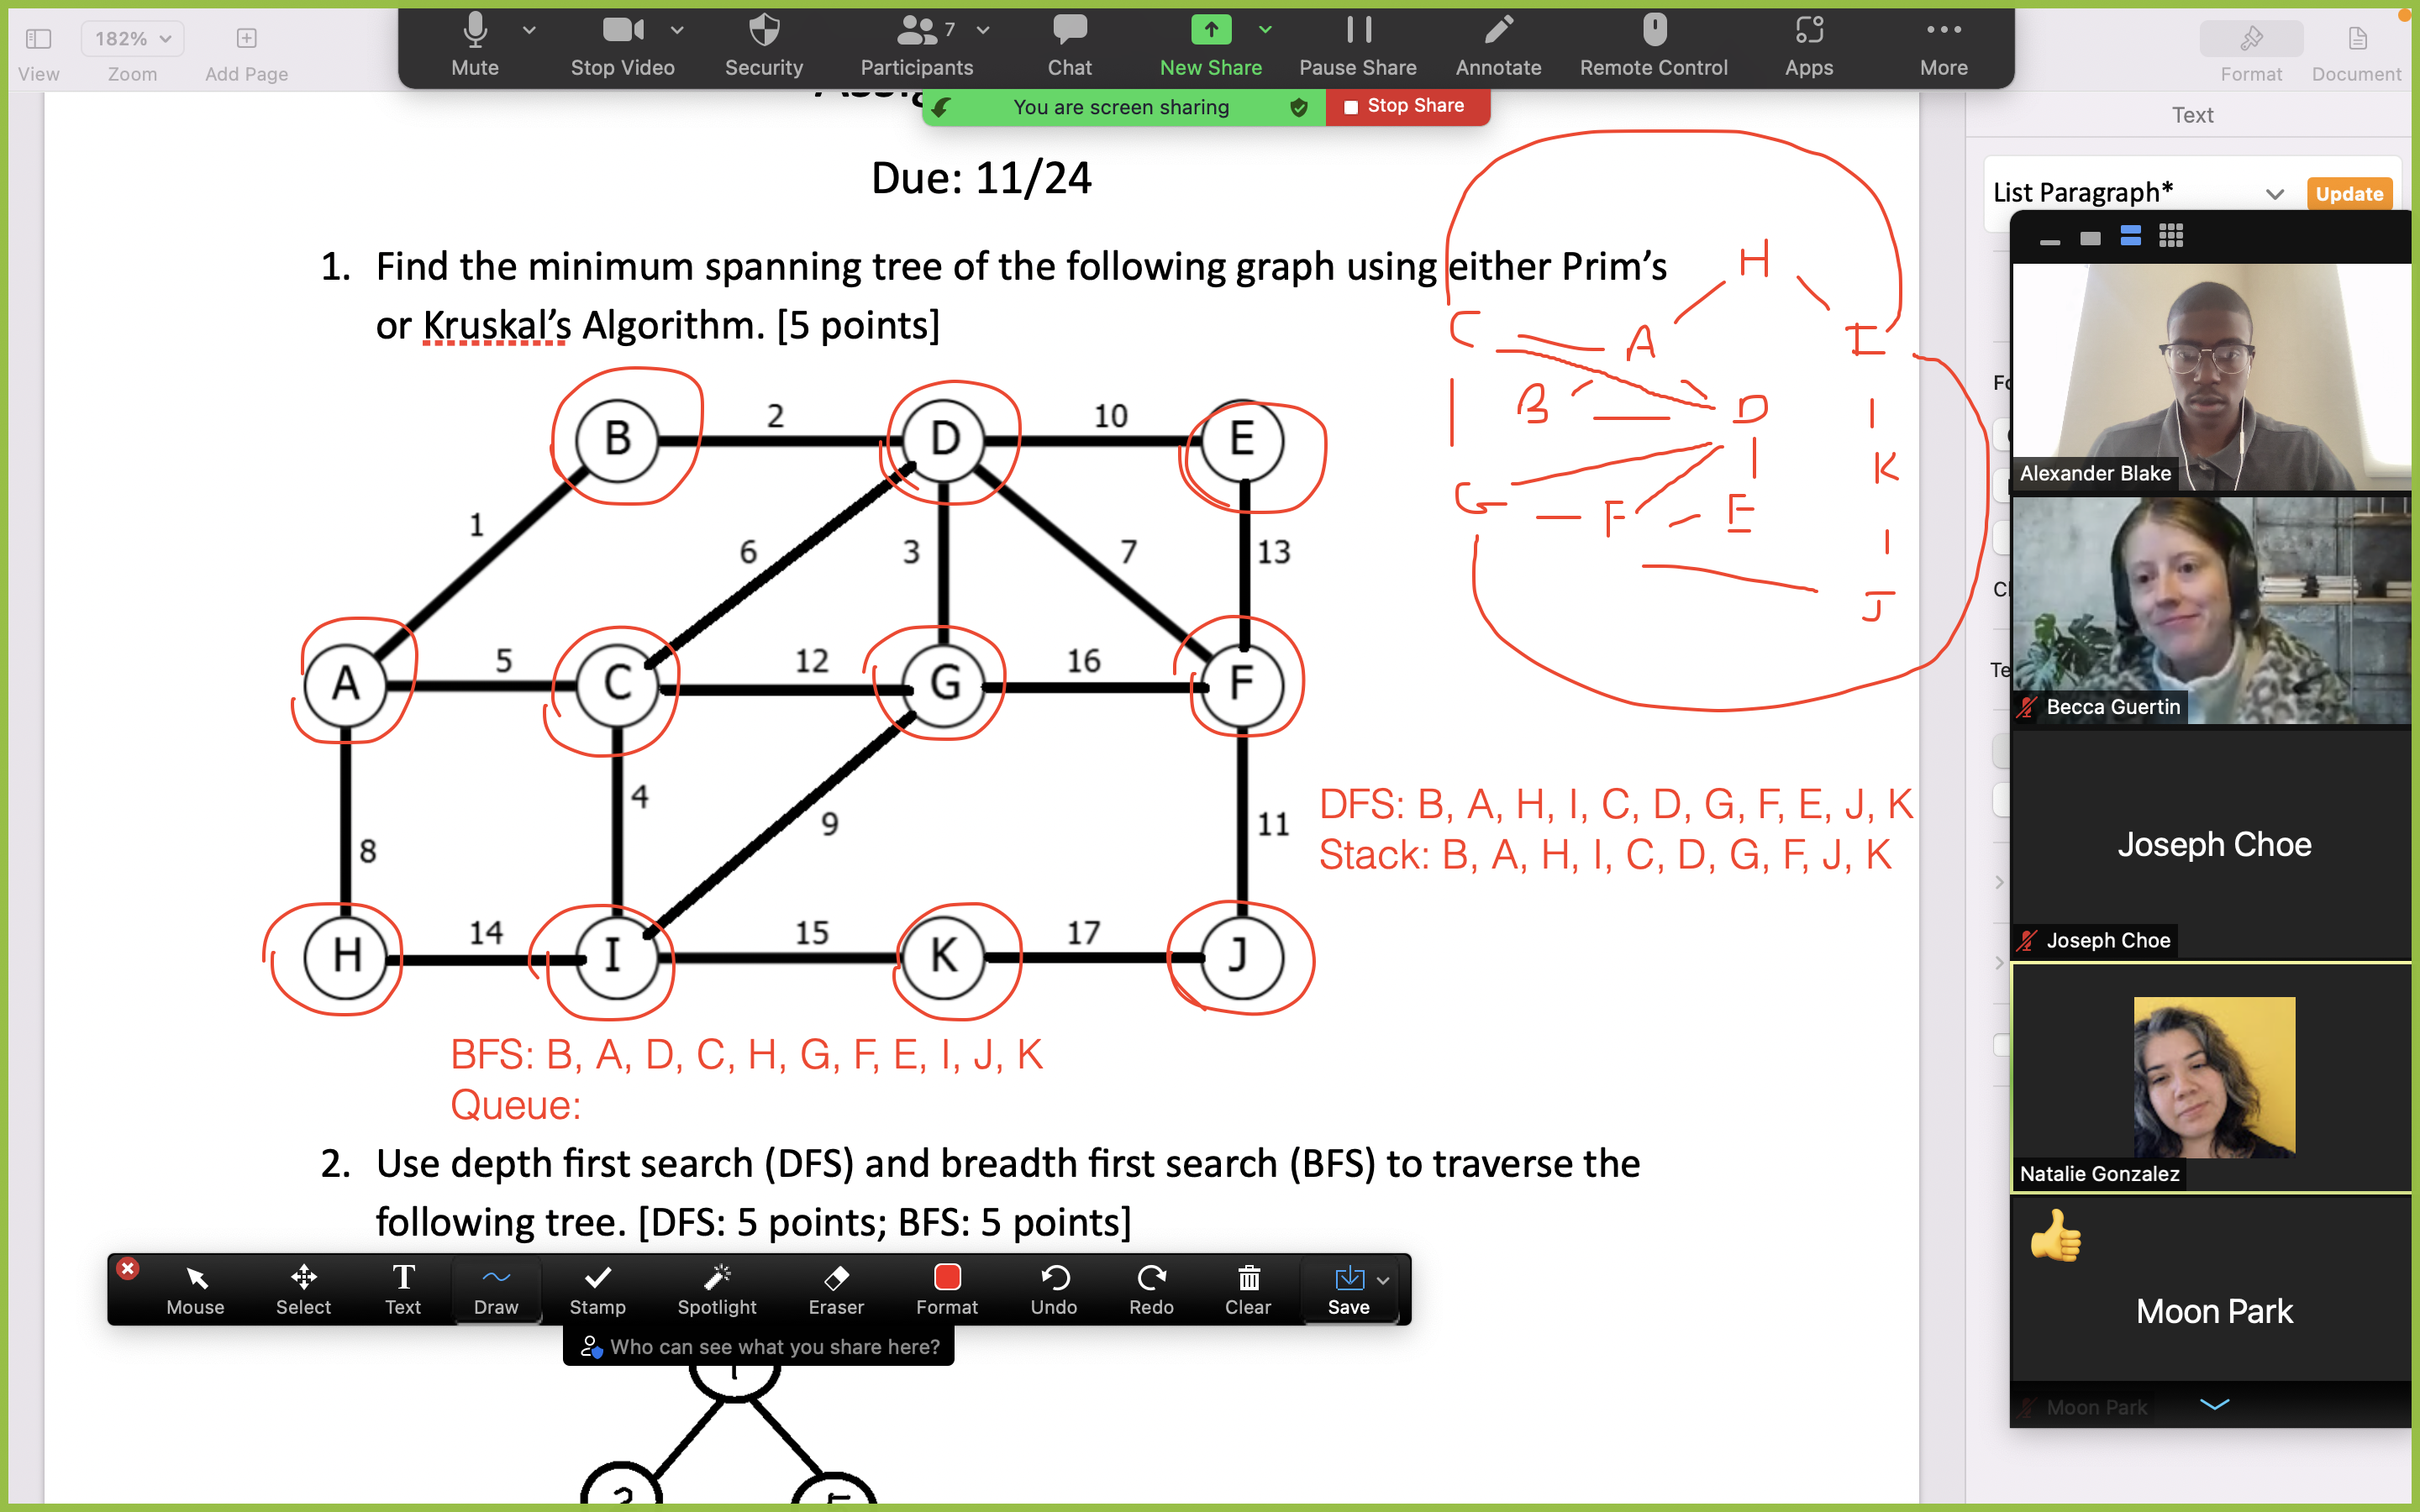 182%
View
Zoom
Add Page
Mute
Stop Video
Security
7
Participants
Chat
New Share
Pause Share
Annotate
Remote Control
Apps
More
Format
Document
You are screen sharing
Stop Share
Text
List Paragraph*
Update
Due: 11/24
1. Find the minimum spanning tree of the following graph using either Prim's
or Kruskal's Algorithm. [5 points]
H
C A I
B D
K
G F E
J
B 2 D 10 E
1 6 3 7 13
A 5 C 12 G 16 F
4
8 9 11
H 14 I 15 K 17 J
DFS: B, A, H, I, C, D, G, F, E, J, K
Stack: B, A, H, I, C, D, G, F, J, K
BFS: B, A, D, C, H, G, F, E, I, J, K
Queue:
2. Use depth first search (DFS) and breadth first search (BFS) to traverse the
following tree. [DFS: 5 points; BFS: 5 points]
Mouse
Select
Text
Draw
Stamp
Spotlight
Eraser
Format
Undo
Redo
Clear
Save
Who can see what you share here?
Alexander Blake
Becca Guertin
Joseph Choe
Joseph Choe
Natalie Gonzalez
Moon Park
Moon Park